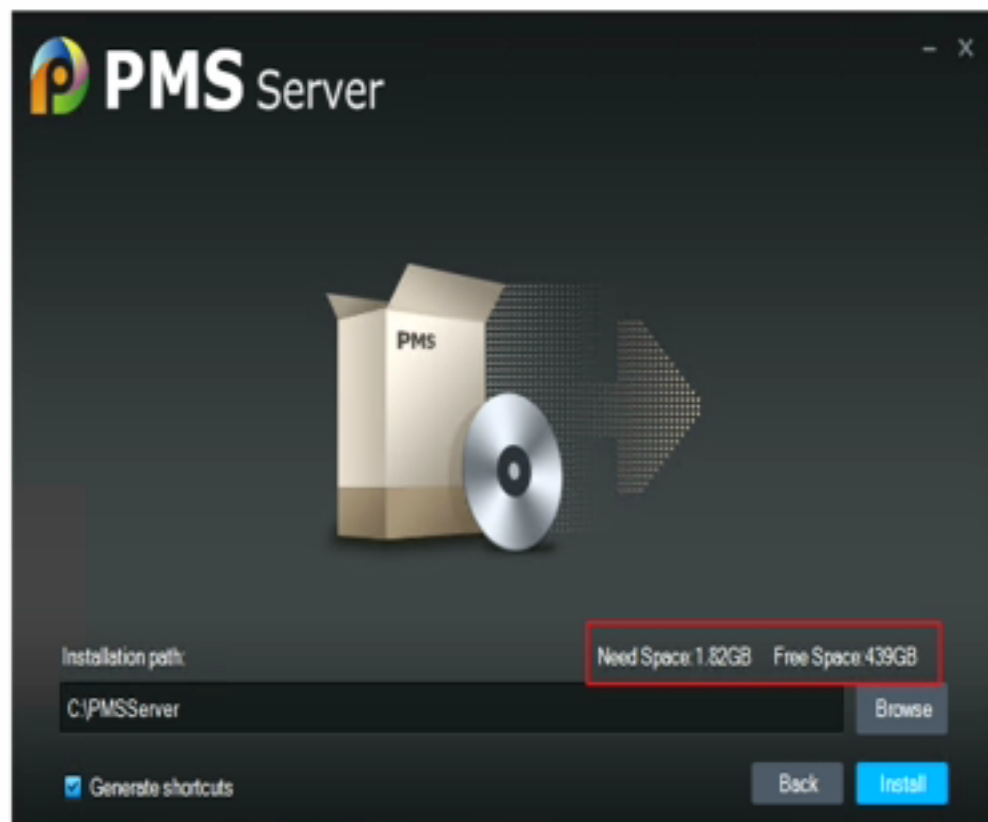 PMS Server
PMS
Installation path:
Need Space:1.82GB Free Space:439GB
C:\PMSServer
Browse
Generate shortcuts
Back
Install